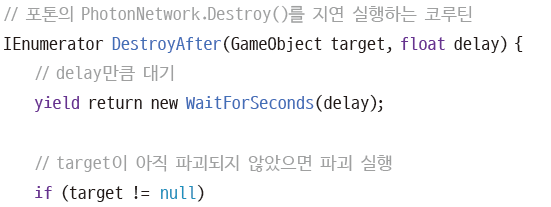 // 포톤의 PhotonNetwork.Destroy()를 지연 실행하는 코루틴
IEnumerator DestroyAfter(GameObject target, float delay) {
// delay만큼 대기
yield return new WaitForSeconds(delay);
// target이 아직 파괴되지 않았으면 파괴 실행
if (target != null)